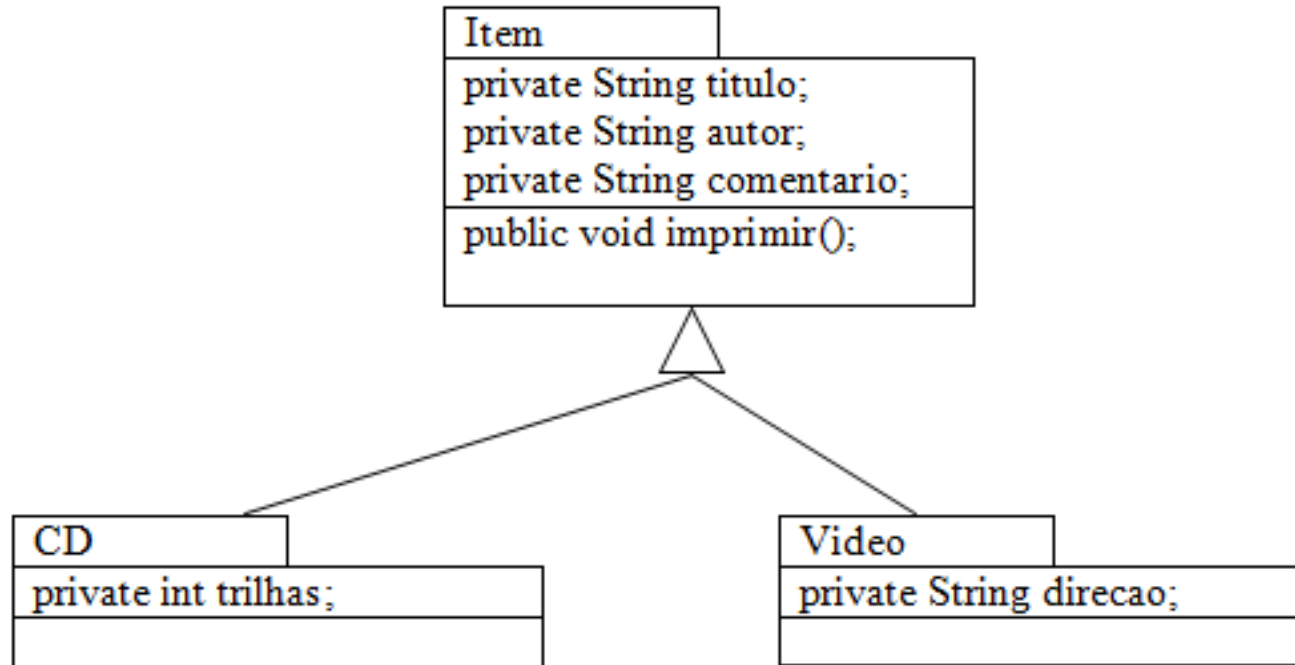 Item
private String titulo;
private String autor;
private String comentario;
public void imprimir();
CD
private int trilhas;
Video
private String direcao;